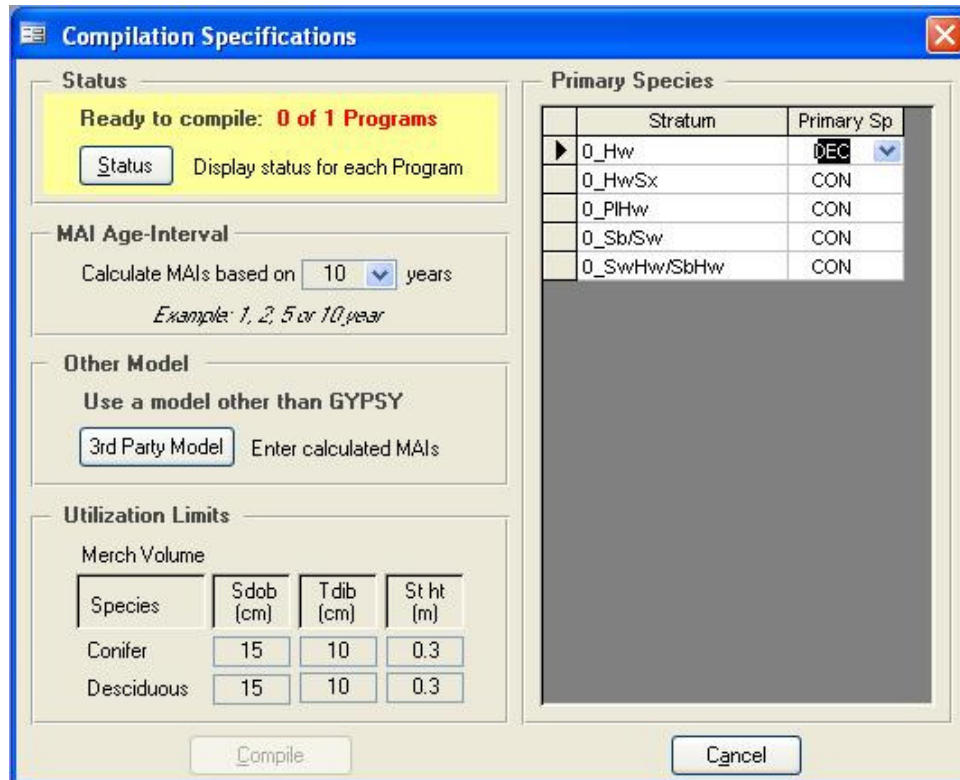 Compilation Specifications
Status
Ready to compile: 0 of 1 Programs
Status Display status for each Program
MAI Age-Interval
Calculate MAIs based on 10 years
Example: 1, 2, 5 or 10 year
Other Model
Use a model other than GYPSY
3rd Party Model Enter calculated MAIs
Utilization Limits
Merch Volume
Species Sdob (cm) Tdib (cm) St ht (m)
Conifer 15 10 0.3
Desciduous 15 10 0.3
Compile
Primary Species
Stratum Primary Sp
0_Hw DEC
0_HwSx CON
0_PlHw CON
0_Sb/Sw CON
0_SwHw/SbHw CON
Cancel